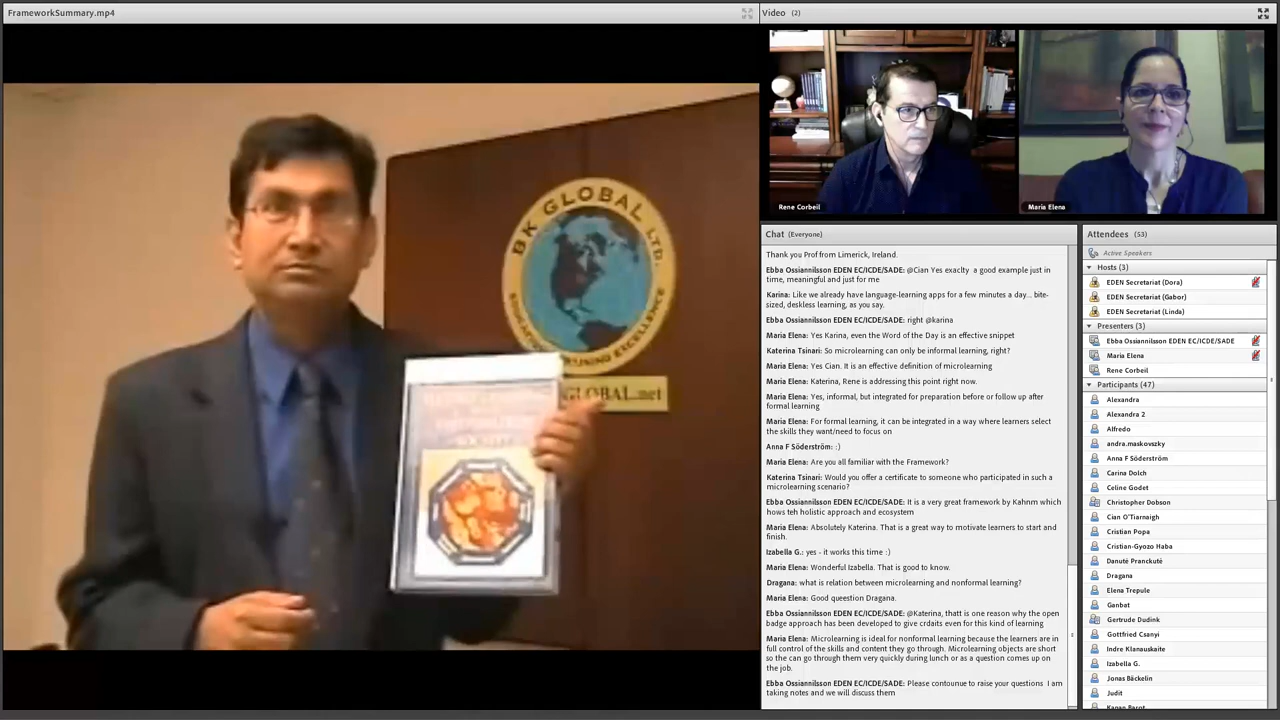 FrameworkSummary.mp4
BK GLOBAL LTD.
GLOBAL.net
Video (2)
Rene Corbeil
Maria Elena
Chat (Everyone)
Thank you Prof from Limerick, Ireland.
Ebba Ossiannilsson EDEN EC/ICDE/SADE: @Cian Yes exaclty a good example just in
time, meaningful and just for me
Karina: Like we already have language-learning apps for a few minutes a day... bite-
sized, deskless learning, as you say.
Ebba Ossiannilsson EDEN EC/ICDE/SADE: right @karina
Maria Elena: Yes Karina, even the Word of the Day is an effective snippet
Katerina Tsinari: So microlearning can only be informal learning, right?
Maria Elena: Yes Cian. It is an effective definition of microlearning
Maria Elena: Katerina, Rene is addressing this point right now.
Maria Elena: Yes, informal, but integrated for preparation before or follow up after
formal learning
Maria Elena: For formal learning, it can be integrated in a way where learners select
the skills they want/need to focus on
Anna F Söderström: :)
Maria Elena: Are you all familiar with the Framework?
Katerina Tsinari: Would you offer a certificate to someone who participated in such a
microlearning scenario?
Ebba Ossiannilsson EDEN EC/ICDE/SADE: It is a very great framework by Kahnm which
hows teh holistic approach and ecosystem
Maria Elena: Absolutely Katerina. That is a great way to motivate learners to start and
finish.
Izabella G.: yes - it works this time :)
Maria Elena: Wonderful Izabella. That is good to know.
Dragana: what is relation between microlearning and nonformal learning?
Maria Elena: Good queestion Dragana.
Ebba Ossiannilsson EDEN EC/ICDE/SADE: @Katerina, thatt is one reason why the open
badge approach has been developed to give crdaits even for this kind of learning
Maria Elena: Microlearning is ideal for nonformal learning because the learners are in
full control of the skills and content they go through. Microlearning objects are short
so the can go through them very quickly during lunch or as a question comes up on
the job.
Ebba Ossiannilsson EDEN EC/ICDE/SADE: Please contounue to raise your questions I am
taking notes and we will discuss them
Attendees (53)
Active Speakers
Hosts (3)
EDEN Secretariat (Dora)
EDEN Secretariat (Gabor)
EDEN Secretariat (Linda)
Presenters (3)
Ebba Ossiannilsson EDEN EC/ICDE/SADE
Maria Elena
Rene Corbeil
Participants (47)
Alexandra
Alexandra 2
Alfredo
andra.maskovszky
Anna F Söderström
Carina Dolch
Celine Godet
Christopher Dobson
Cian O'Tiarnaigh
Cristian Popa
Cristian-Gyozo Haba
Danutė Pranckutė
Dragana
Elena Trepule
Ganbat
Gertrude Dudink
Gottfried Csanyi
Indre Klanauskaite
Izabella G.
Jonas Bäckelin
Judit